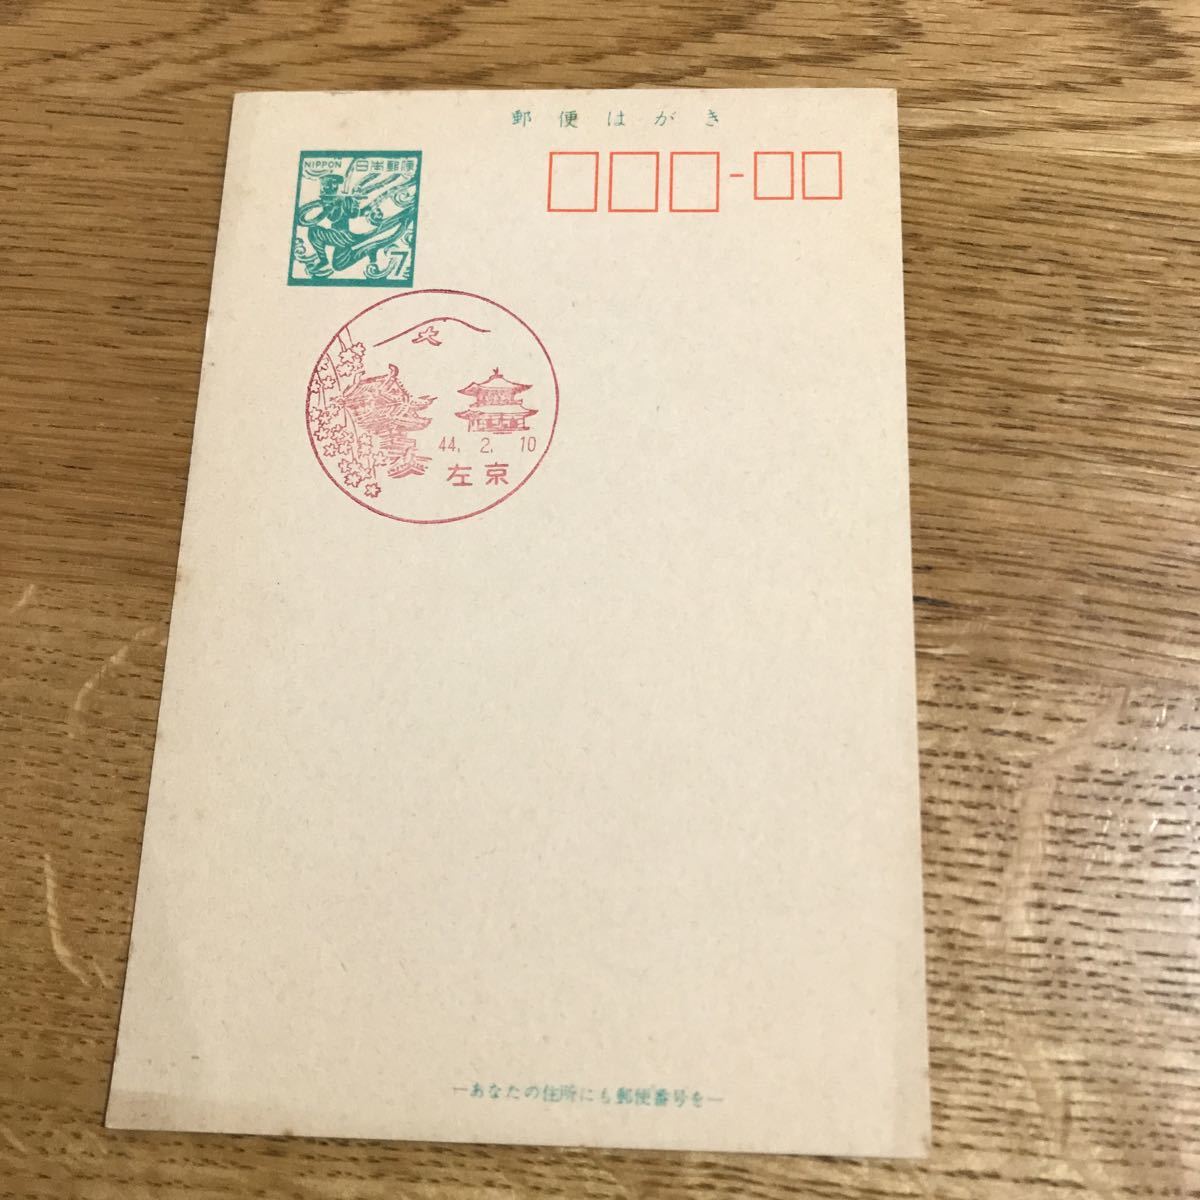 郵便はがき
NIPPON 日本郵便
7
大
44. 2. 10
左京
―あなたの住所にも郵便番号を―